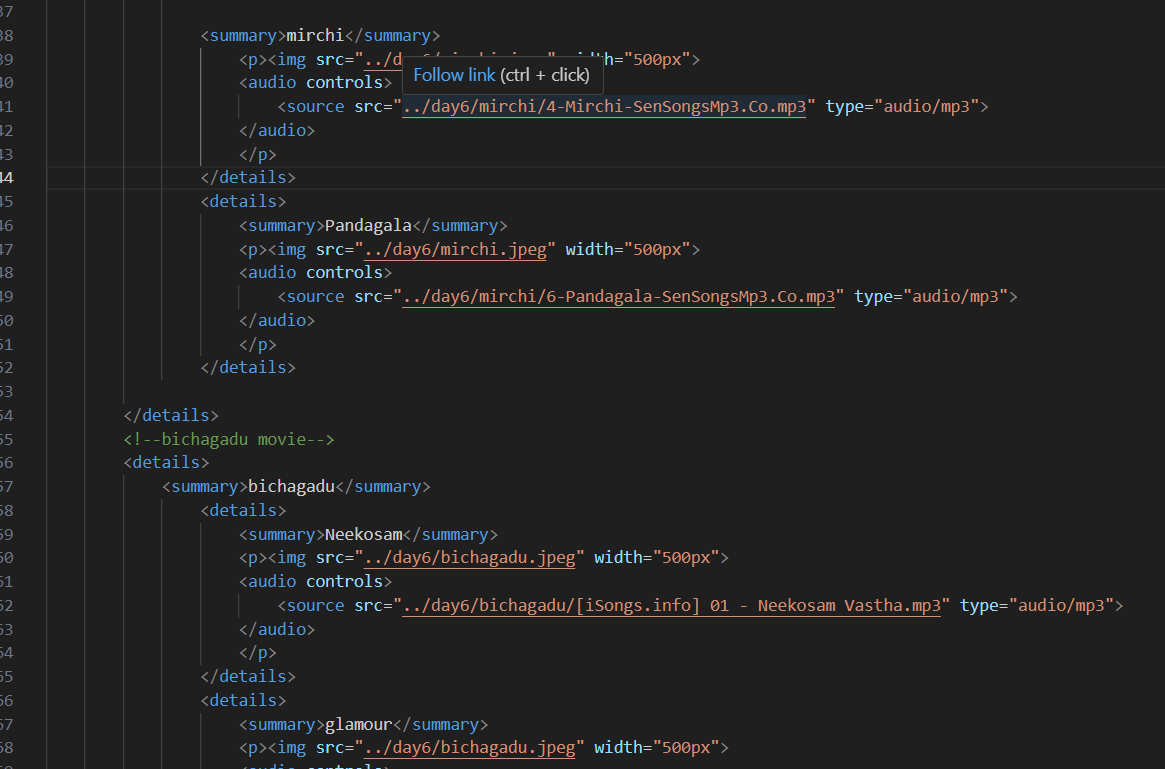 37
38 <summary>mirchi</summary>
39 <p><img src="../d width="500px">
40 <audio controls>
Follow link (ctrl + click)
41 <source src="../day6/mirchi/4-Mirchi-SenSongsMp3.Co.mp3" type="audio/mp3">
42 </audio>
43 </p>
44 </details>
45 <details>
46 <summary>Pandagala</summary>
47 <p><img src="../day6/mirchi.jpeg" width="500px">
48 <audio controls>
49 <source src="../day6/mirchi/6-Pandagala-SenSongsMp3.Co.mp3" type="audio/mp3">
50 </audio>
51 </p>
52 </details>
53
54 </details>
55 <!--bichagadu movie-->
56 <details>
57 <summary>bichagadu</summary>
58 <details>
59 <summary>Neekosam</summary>
60 <p><img src="../day6/bichagadu.jpeg" width="500px">
61 <audio controls>
62 <source src="../day6/bichagadu/[iSongs.info] 01 - Neekosam Vastha.mp3" type="audio/mp3">
63 </audio>
64 </p>
65 </details>
66 <details>
67 <summary>glamour</summary>
68 <p><img src="../day6/bichagadu.jpeg" width="500px">
<audio controls>